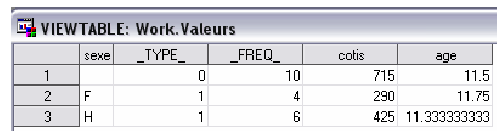 VIEWTABLE: Work.Valeurs
sexe _TYPE_ _FREQ_ cotis age
1 0 10 715 11.5
2 F 1 4 290 11.75
3 H 1 6 425 11.333333333